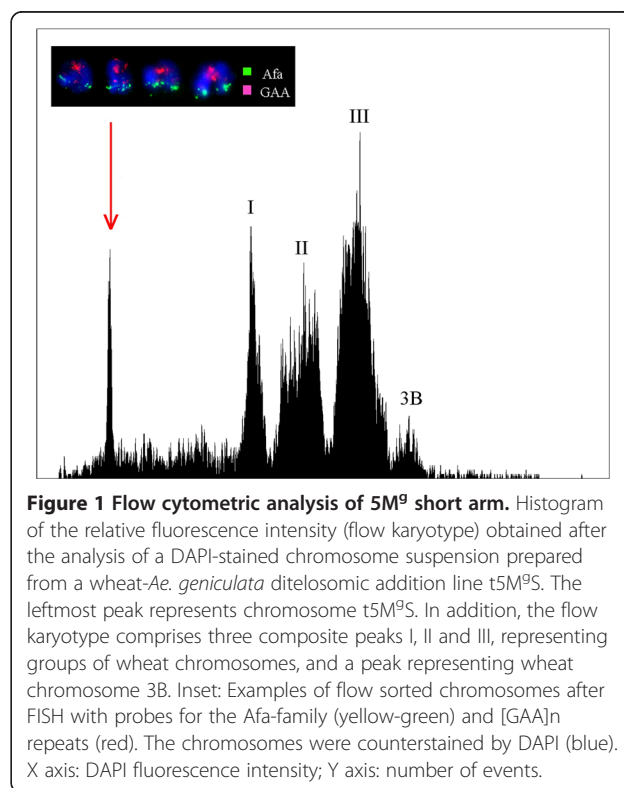 Afa
GAA
III
I
II
3B
Figure 1 Flow cytometric analysis of 5Mᵍ short arm. Histogram
of the relative fluorescence intensity (flow karyotype) obtained after
the analysis of a DAPI-stained chromosome suspension prepared
from a wheat-Ae. geniculata ditelosomic addition line t5MᵍS. The
leftmost peak represents chromosome t5MᵍS. In addition, the flow
karyotype comprises three composite peaks I, II and III, representing
groups of wheat chromosomes, and a peak representing wheat
chromosome 3B. Inset: Examples of flow sorted chromosomes after
FISH with probes for the Afa-family (yellow-green) and [GAA]n
repeats (red). The chromosomes were counterstained by DAPI (blue).
X axis: DAPI fluorescence intensity; Y axis: number of events.